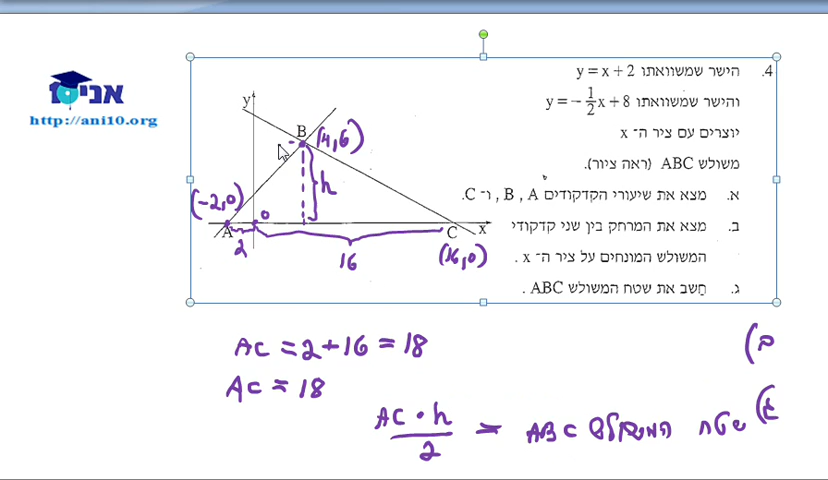 אני10
http://ani10.org
4. הישר שמשוואתו y = x + 2
והישר שמשוואתו y = -1/2x + 8
יוצרים עם ציר ה־ x
משולש ABC (ראה ציור).
א. מצא את שיעורי הקדקודים A , B , ו־ C.
ב. מצא את המרחק בין שני קדקודי
המשולש המונחים על ציר ה־ x .
ג. חַשב את שטח המשולש ABC .
y
B (4,6)
h
(-2,0)
A
0
C
x
2
16
(16,0)
ב)
AC = 2 + 16 = 18
AC = 18
ג) שטח המשולש ABC = AC · h / 2